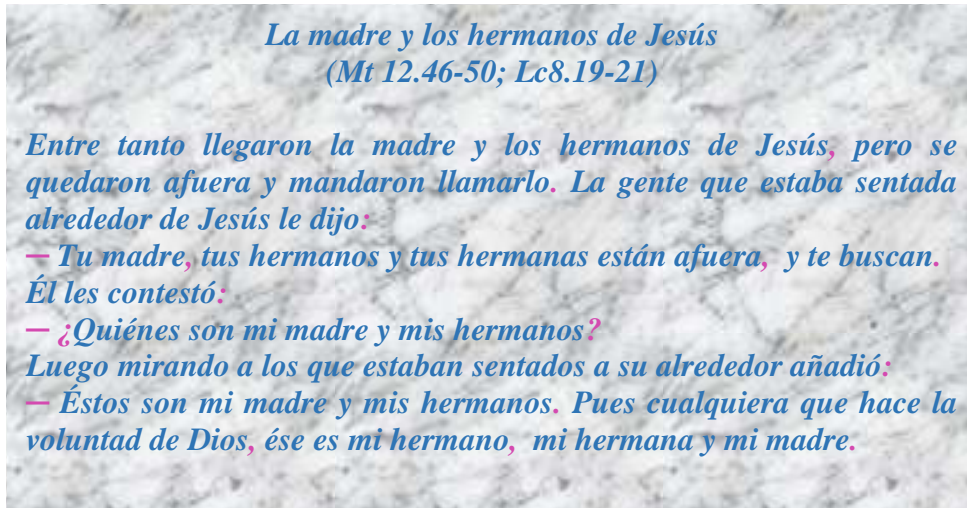 La madre y los hermanos de Jesús
(Mt 12.46-50; Lc8.19-21)
Entre tanto llegaron la madre y los hermanos de Jesús, pero se
quedaron afuera y mandaron llamarlo. La gente que estaba sentada
alrededor de Jesús le dijo:
─ Tu madre, tus hermanos y tus hermanas están afuera,  y te buscan.
Él les contestó:
─ ¿Quiénes son mi madre y mis hermanos?
Luego mirando a los que estaban sentados a su alrededor añadió:
─ Éstos son mi madre y mis hermanos. Pues cualquiera que hace la
voluntad de Dios, ése es mi hermano,  mi hermana y mi madre.